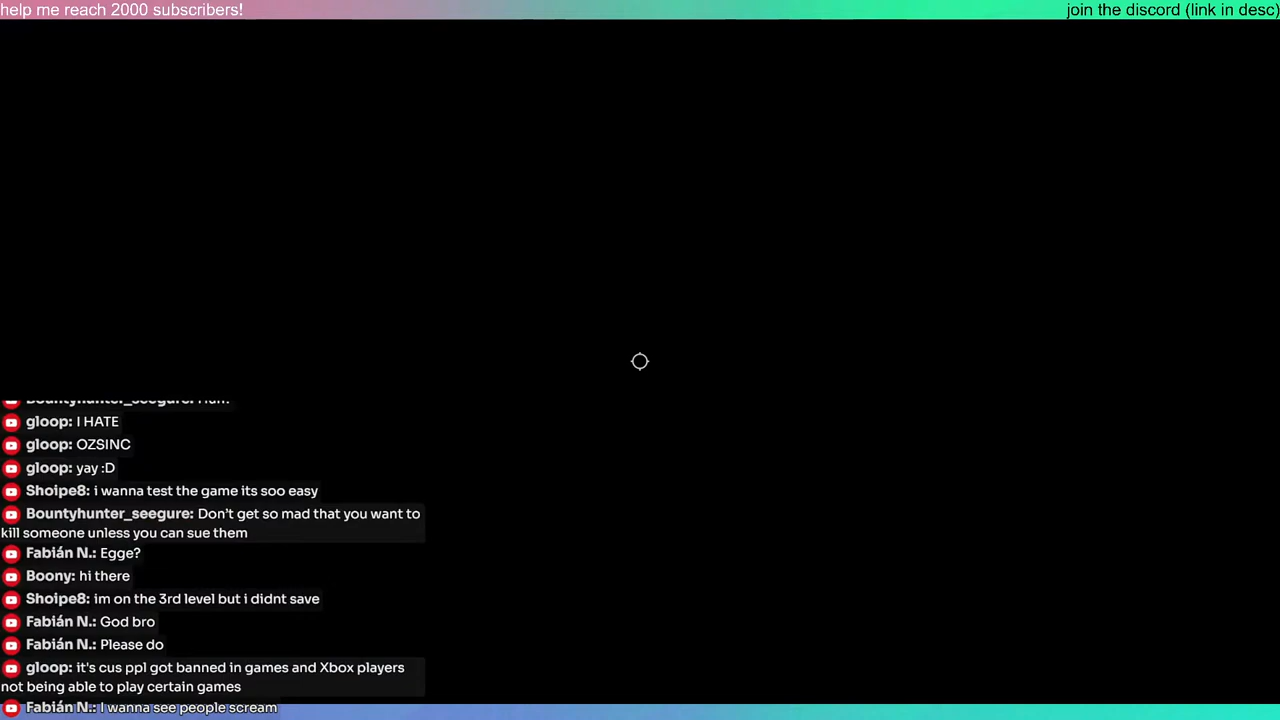 help me reach 2000 subscribers!
join the discord (link in desc)
Bountyhunter_seegure: Huh?
gloop: I HATE
gloop: OZSINC
gloop: yay :D
Shoipe8: i wanna test the game its soo easy
Bountyhunter_seegure: Don't get so mad that you want to
kill someone unless you can sue them
Fabián N.: Egge?
Boony: hi there
Shoipe8: im on the 3rd level but i didnt save
Fabián N.: God bro
Fabián N.: Please do
gloop: it's cus ppl got banned in games and Xbox players
not being able to play certain games
Fabián N.: I wanna see people scream